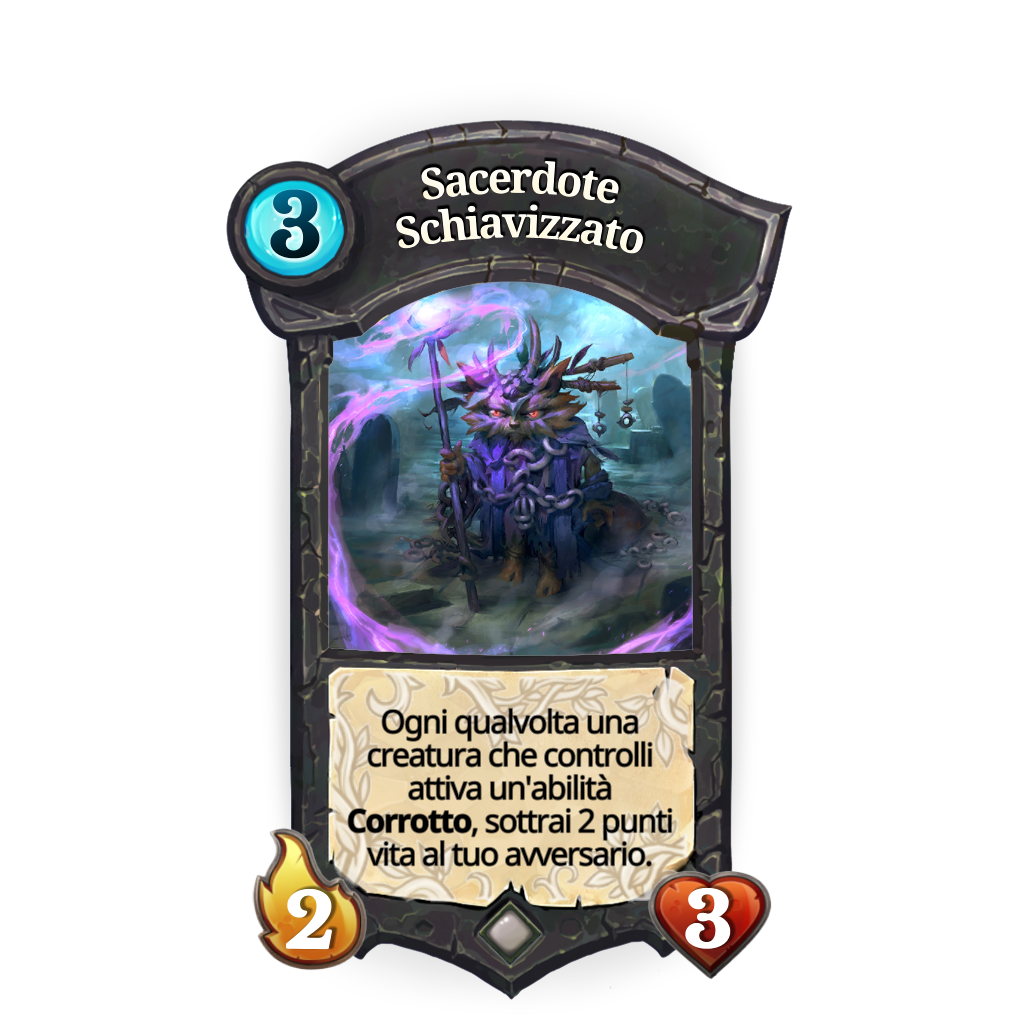 3
Sacerdote
Schiavizzato
Ogni qualvolta una
creatura che controlli
attiva un'abilità
Corrotto, sottrai 2 punti
vita al tuo avversario.
2
3